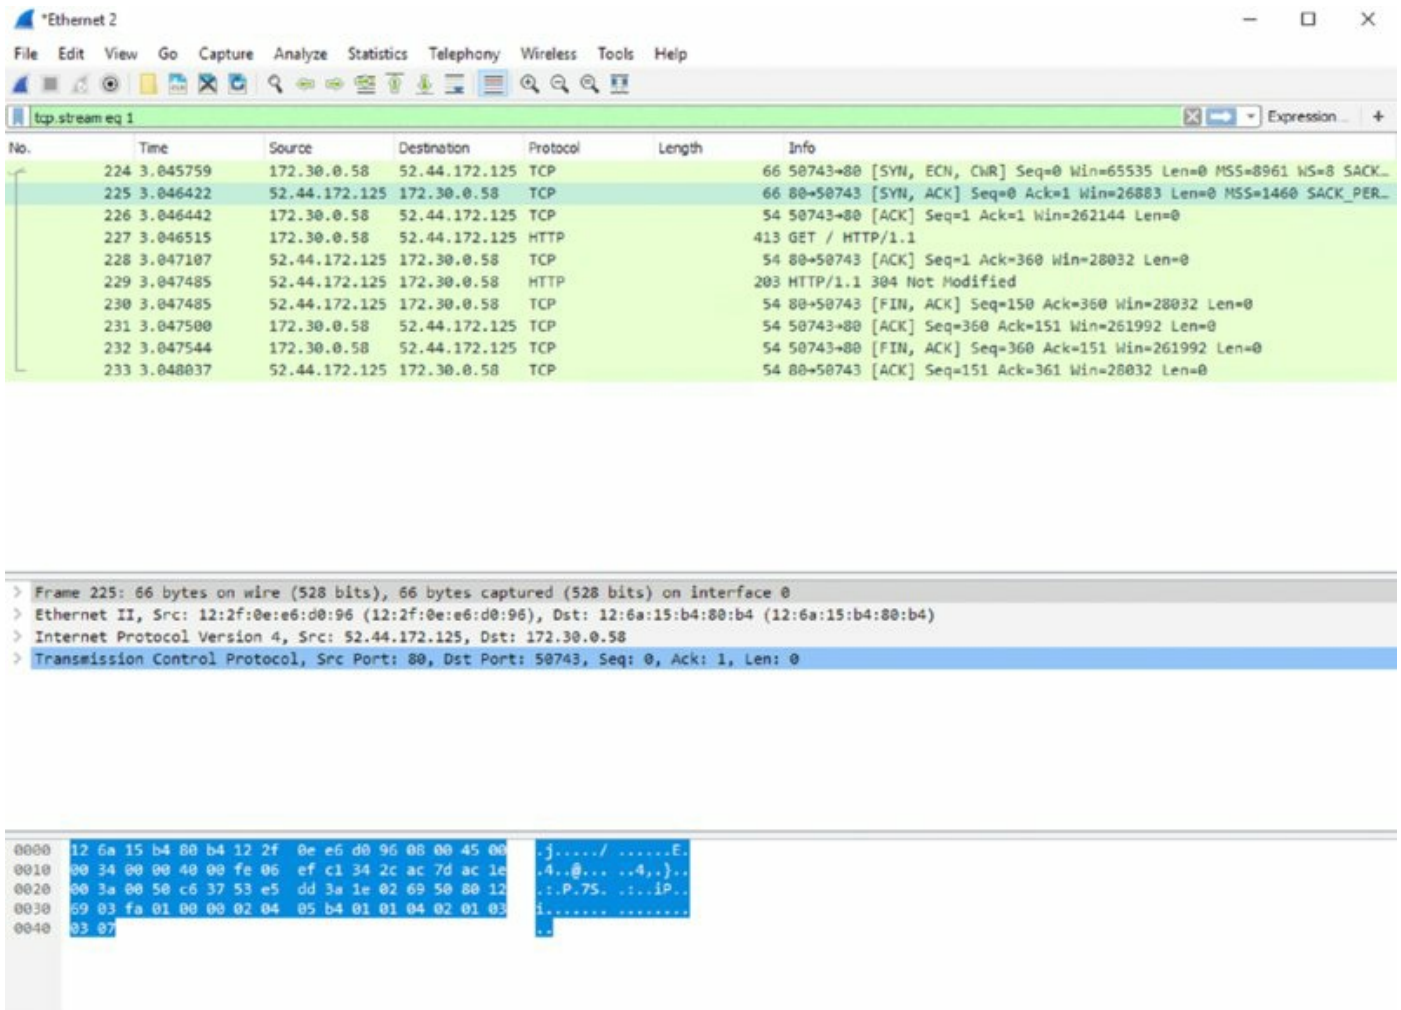 *Ethernet 2
File Edit View Go Capture Analyze Statistics Telephony Wireless Tools Help
tcp.stream eq 1 Expression... +
No. Time Source Destination Protocol Length Info
224 3.045759 172.30.0.58 52.44.172.125 TCP 66 50743→80 [SYN, ECN, CWR] Seq=0 Win=65535 Len=0 MSS=8961 WS=8 SACK…
225 3.046422 52.44.172.125 172.30.0.58 TCP 66 80→50743 [SYN, ACK] Seq=0 Ack=1 Win=26883 Len=0 MSS=1460 SACK_PER…
226 3.046442 172.30.0.58 52.44.172.125 TCP 54 50743→80 [ACK] Seq=1 Ack=1 Win=262144 Len=0
227 3.046515 172.30.0.58 52.44.172.125 HTTP 413 GET / HTTP/1.1
228 3.047107 52.44.172.125 172.30.0.58 TCP 54 80→50743 [ACK] Seq=1 Ack=360 Win=28032 Len=0
229 3.047485 52.44.172.125 172.30.0.58 HTTP 203 HTTP/1.1 304 Not Modified
230 3.047485 52.44.172.125 172.30.0.58 TCP 54 80→50743 [FIN, ACK] Seq=150 Ack=360 Win=28032 Len=0
231 3.047500 172.30.0.58 52.44.172.125 TCP 54 50743→80 [ACK] Seq=360 Ack=151 Win=261992 Len=0
232 3.047544 172.30.0.58 52.44.172.125 TCP 54 50743→80 [FIN, ACK] Seq=360 Ack=151 Win=261992 Len=0
233 3.048037 52.44.172.125 172.30.0.58 TCP 54 80→50743 [ACK] Seq=151 Ack=361 Win=28032 Len=0
> Frame 225: 66 bytes on wire (528 bits), 66 bytes captured (528 bits) on interface 0
> Ethernet II, Src: 12:2f:0e:e6:d0:96 (12:2f:0e:e6:d0:96), Dst: 12:6a:15:b4:80:b4 (12:6a:15:b4:80:b4)
> Internet Protocol Version 4, Src: 52.44.172.125, Dst: 172.30.0.58
> Transmission Control Protocol, Src Port: 80, Dst Port: 50743, Seq: 0, Ack: 1, Len: 0
0000 12 6a 15 b4 80 b4 12 2f 0e e6 d0 96 08 00 45 00 .j...../ ......E.
0010 00 34 00 00 40 00 fe 06 ef c1 34 2c ac 7d ac 1e .4..@... ..4,.}..
0020 00 3a 00 50 c6 37 53 e5 dd 3a 1e 02 69 50 80 12 .:.P.7S. .:..iP..
0030 69 03 fa 01 00 00 02 04 05 b4 01 01 04 02 01 03 i....... ........
0040 03 07 ..